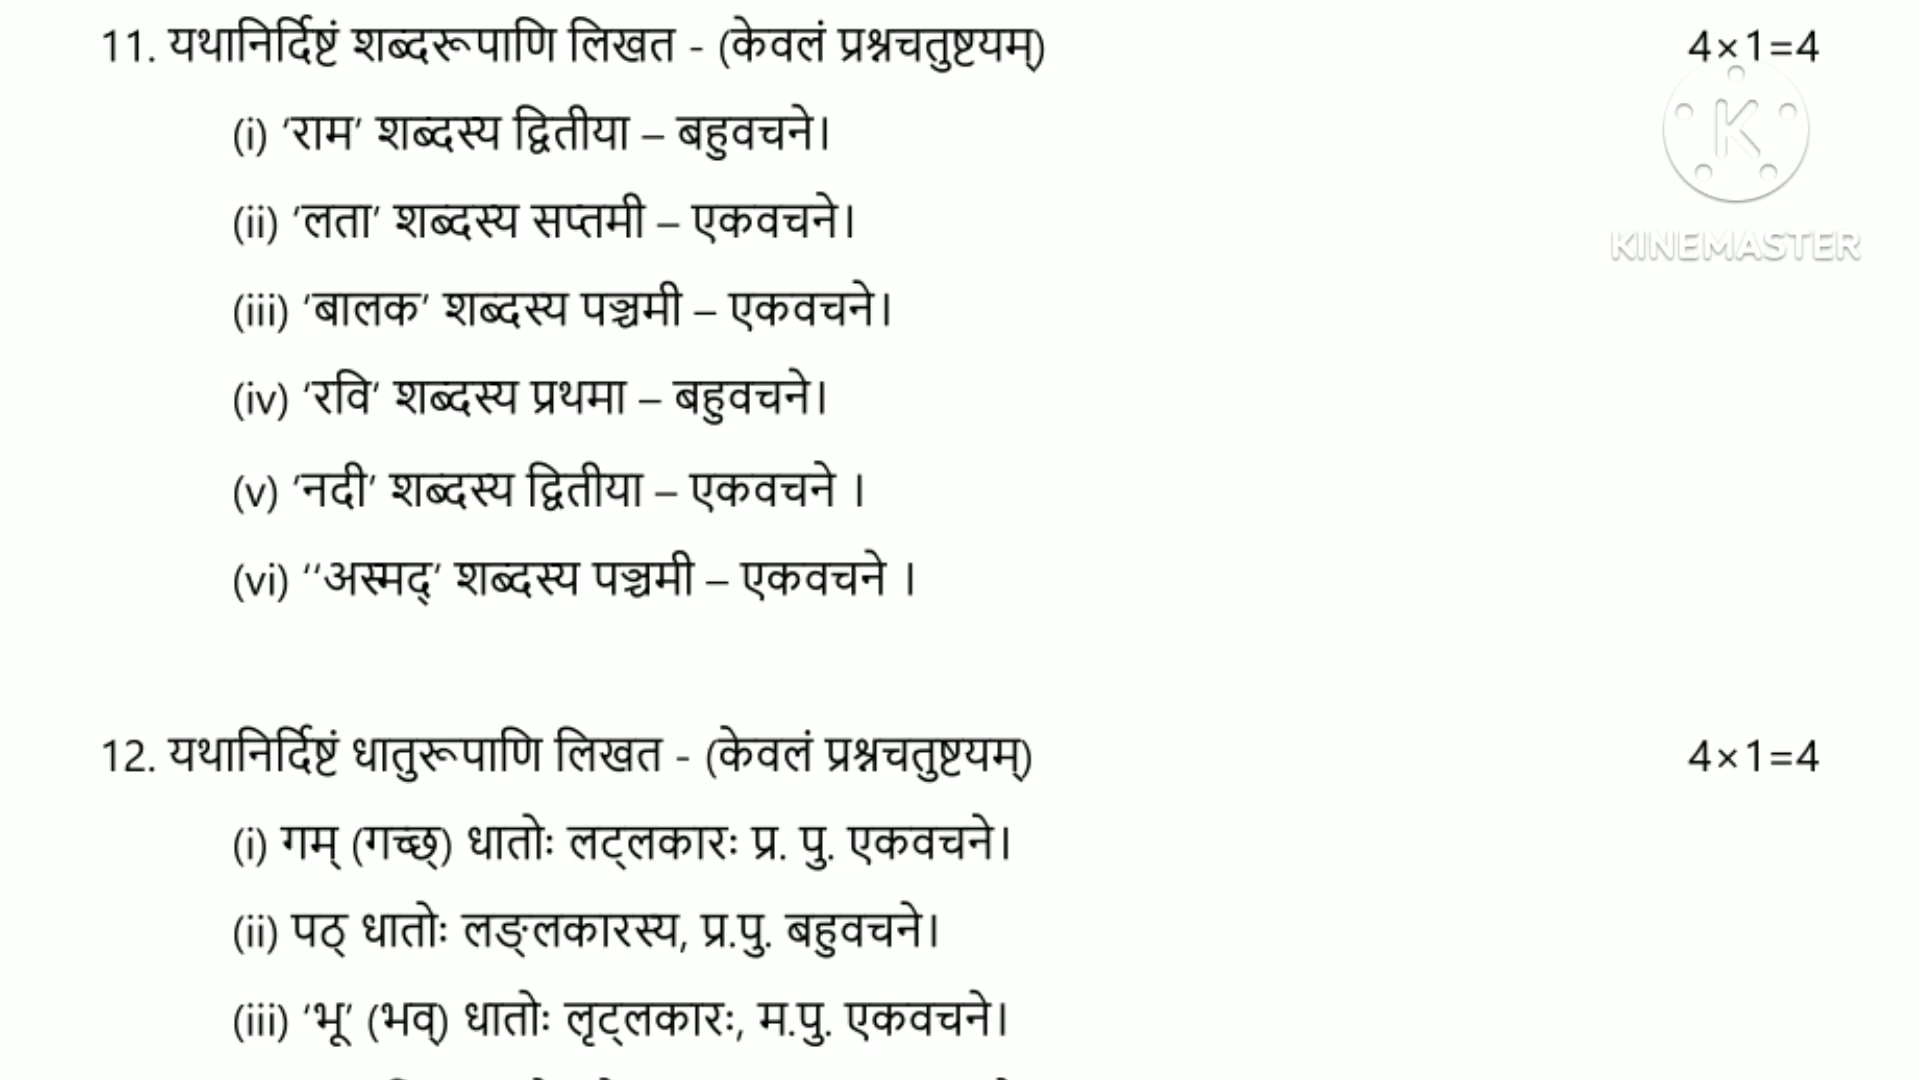 11. यथानिर्दिष्टं शब्दरूपाणि लिखत - (केवलं प्रश्नचतुष्टयम्) 4×1=4
(i) ‘राम’ शब्दस्य द्वितीया – बहुवचने।
(ii) ‘लता’ शब्दस्य सप्तमी – एकवचने।
(iii) ‘बालक’ शब्दस्य पञ्चमी – एकवचने।
(iv) ‘रवि’ शब्दस्य प्रथमा – बहुवचने।
(v) ‘नदी’ शब्दस्य द्वितीया – एकवचने ।
(vi) ‘‘अस्मद्’ शब्दस्य पञ्चमी – एकवचने ।
KINEMASTER
12. यथानिर्दिष्टं धातुरूपाणि लिखत - (केवलं प्रश्नचतुष्टयम्) 4×1=4
(i) गम् (गच्छ्) धातोः लट्लकारः प्र. पु. एकवचने।
(ii) पठ् धातोः लङ्लकारस्य, प्र.पु. बहुवचने।
(iii) ‘भू’ (भव्) धातोः लृट्लकारः, म.पु. एकवचने।